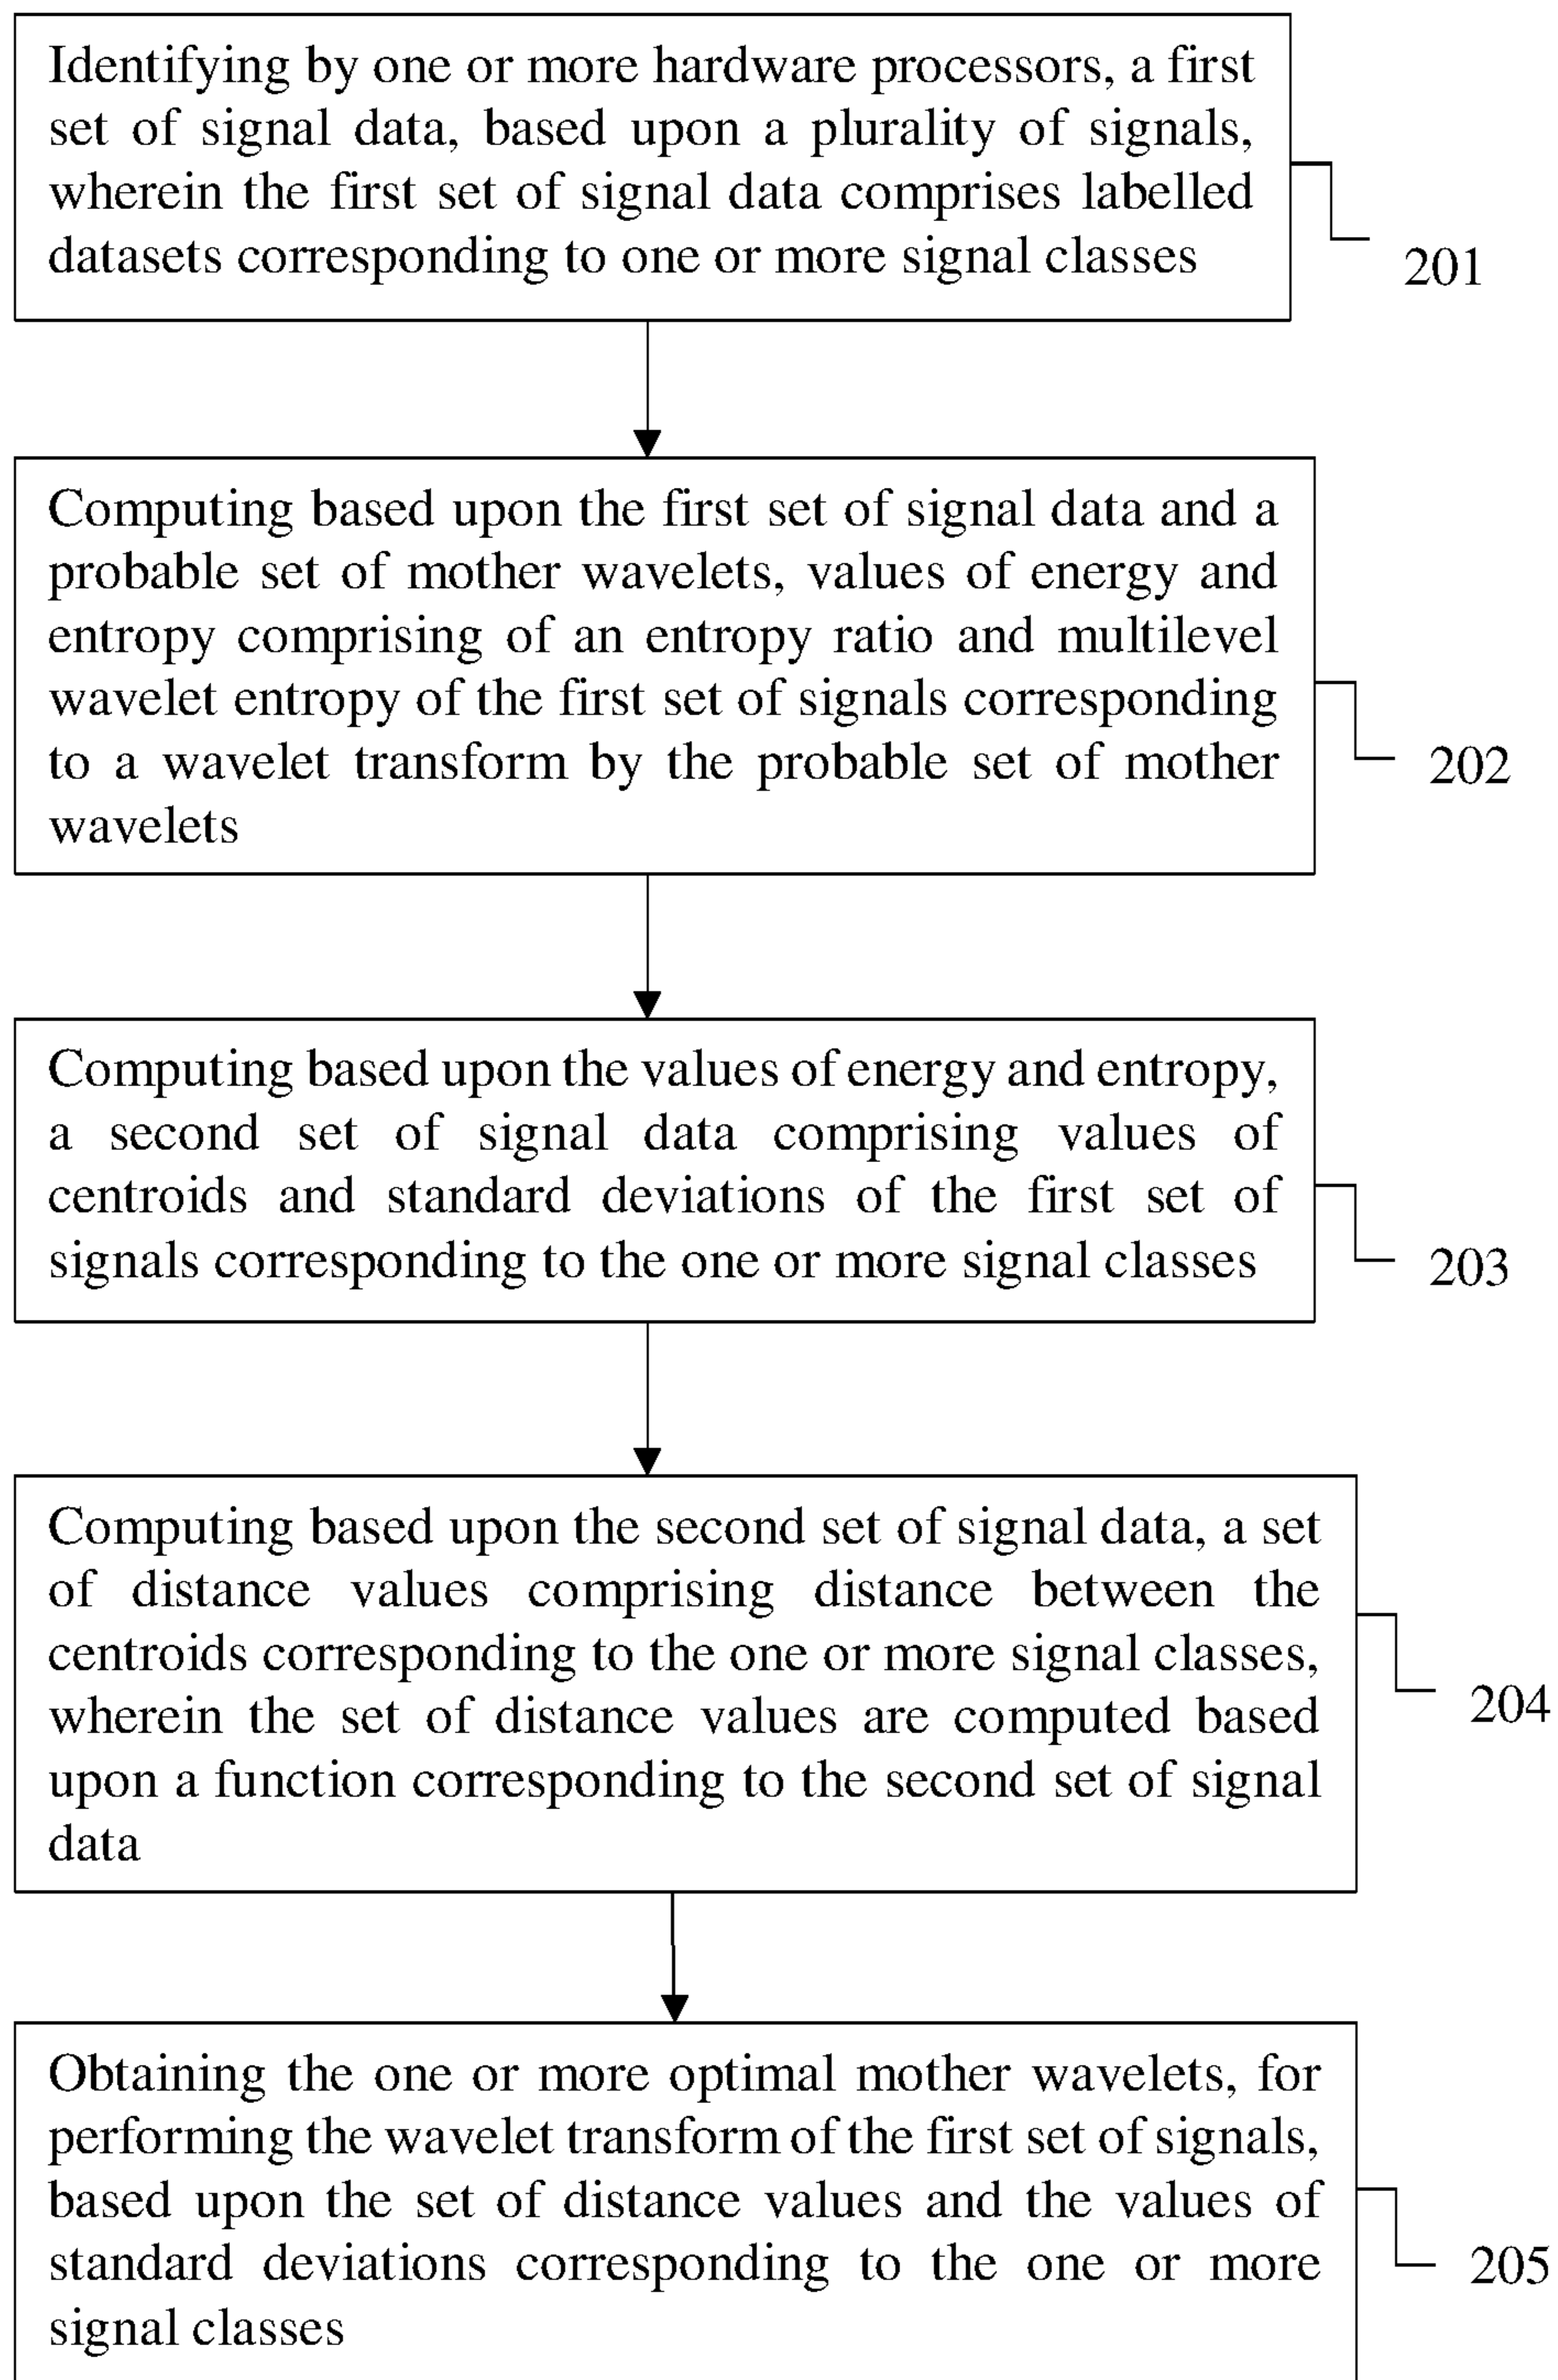 Identifying by one or more hardware processors, a first
set of signal data, based upon a plurality of signals,
wherein the first set of signal data comprises labelled
datasets corresponding to one or more signal classes
201
Computing based upon the first set of signal data and a
probable set of mother wavelets, values of energy and
entropy comprising of an entropy ratio and multilevel
wavelet entropy of the first set of signals corresponding
to a wavelet transform by the probable set of mother
wavelets
202
Computing based upon the values of energy and entropy,
a second set of signal data comprising values of
centroids and standard deviations of the first set of
signals corresponding to the one or more signal classes
203
Computing based upon the second set of signal data, a set
of distance values comprising distance between the
centroids corresponding to the one or more signal classes,
wherein the set of distance values are computed based
upon a function corresponding to the second set of signal
data
204
Obtaining the one or more optimal mother wavelets, for
performing the wavelet transform of the first set of signals,
based upon the set of distance values and the values of
standard deviations corresponding to the one or more
signal classes
205